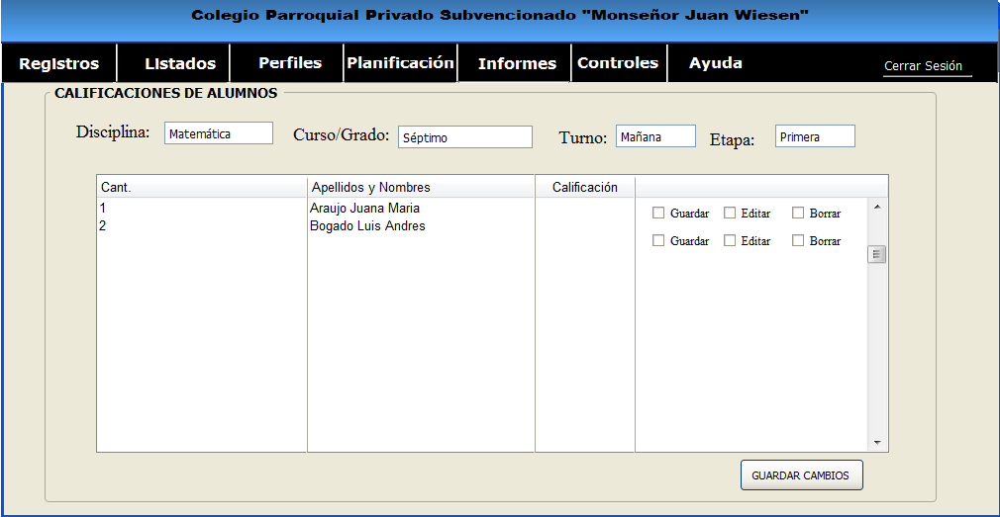 Colegio Parroquial Privado Subvencionado "Monseñor Juan Wiesen"
Registros Listados Perfiles Planificación Informes Controles Ayuda Cerrar Sesión
CALIFICACIONES DE ALUMNOS
Disciplina: Matemática Curso/Grado: Séptimo Turno: Mañana Etapa: Primera
Cant. Apellidos y Nombres Calificación
1 Araujo Juana Maria Guardar Editar Borrar
2 Bogado Luis Andres Guardar Editar Borrar
GUARDAR CAMBIOS